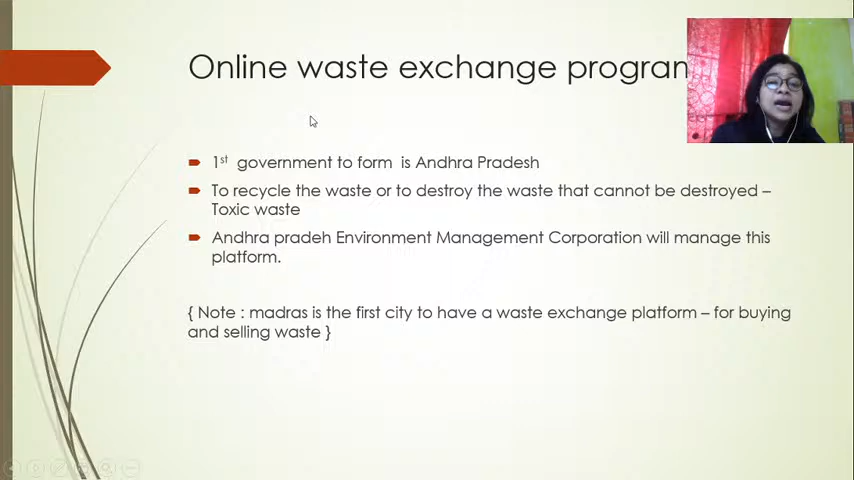 Online waste exchange program
1st government to form is Andhra Pradesh
To recycle the waste or to destroy the waste that cannot be destroyed –
Toxic waste
Andhra pradeh Environment Management Corporation will manage this
platform.
{ Note : madras is the first city to have a waste exchange platform – for buying
and selling waste }